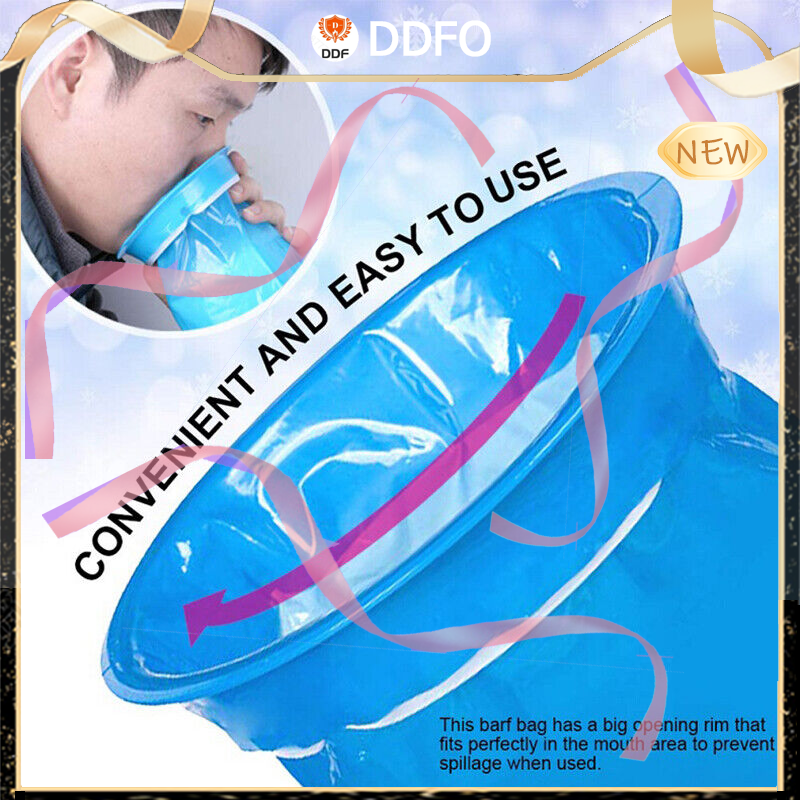 DDF
DDFO
NEW
CONVENIENT AND EASY TO USE
This barf bag has a big opening rim that
fits perfectly in the mouth area to prevent
spillage when used.